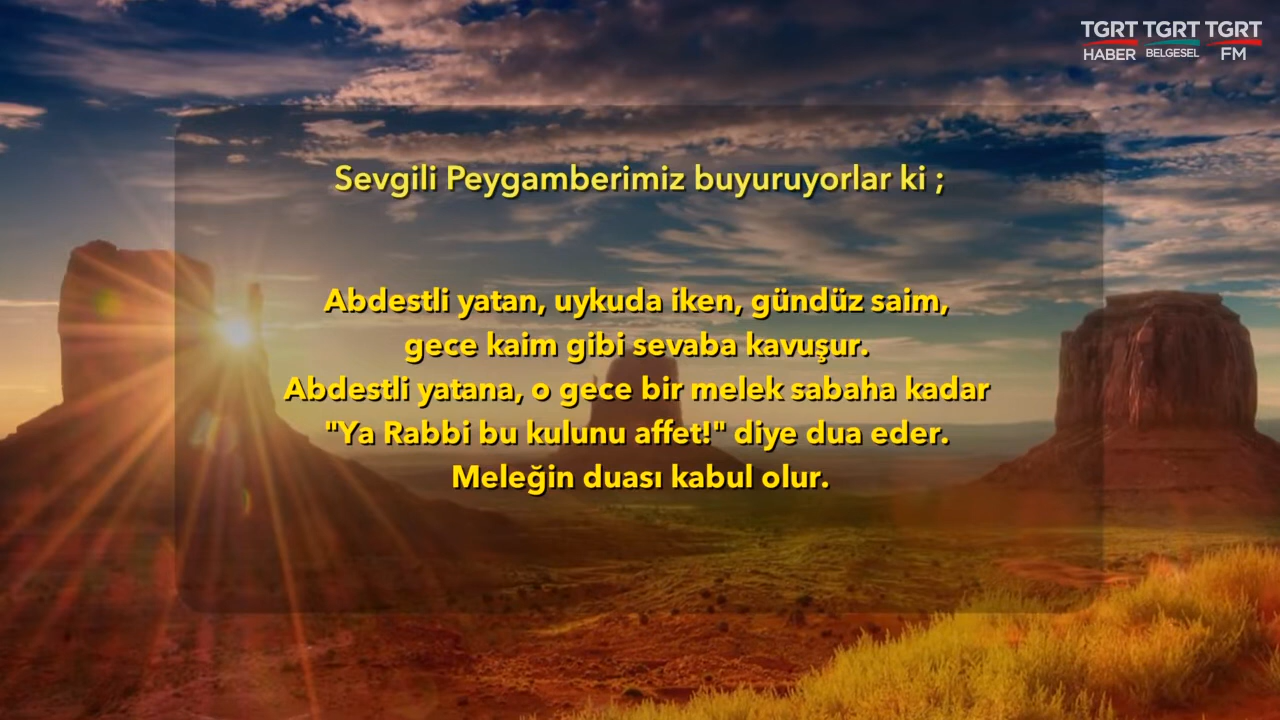 TGRT TGRT TGRT
HABER BELGESEL FM
Sevgili Peygamberimiz buyuruyorlar ki ;
Abdestli yatan, uykuda iken, gündüz saim,
gece kaim gibi sevaba kavuşur.
Abdestli yatana, o gece bir melek sabaha kadar
"Ya Rabbi bu kulunu affet!" diye dua eder.
Meleğin duası kabul olur.